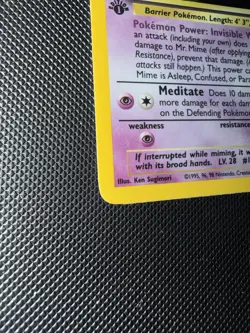 1
Barrier Pokémon. Length: 4' 3"
Pokémon Power: Invisible
an attack (including your own) does
damage to Mr. Mime (after applying
Resistance), prevent that damage. (A
attacks still happen.) This power c
Mime is Asleep, Confused, or Par
Meditate Does 10 dam
more damage for each dam
on the Defending Pokémon
weakness resistance
If interrupted while miming, it w
with its broad hands. LV. 28
Illus. Ken Sugimori ©1995, 96, 98 Nintendo, Creatu